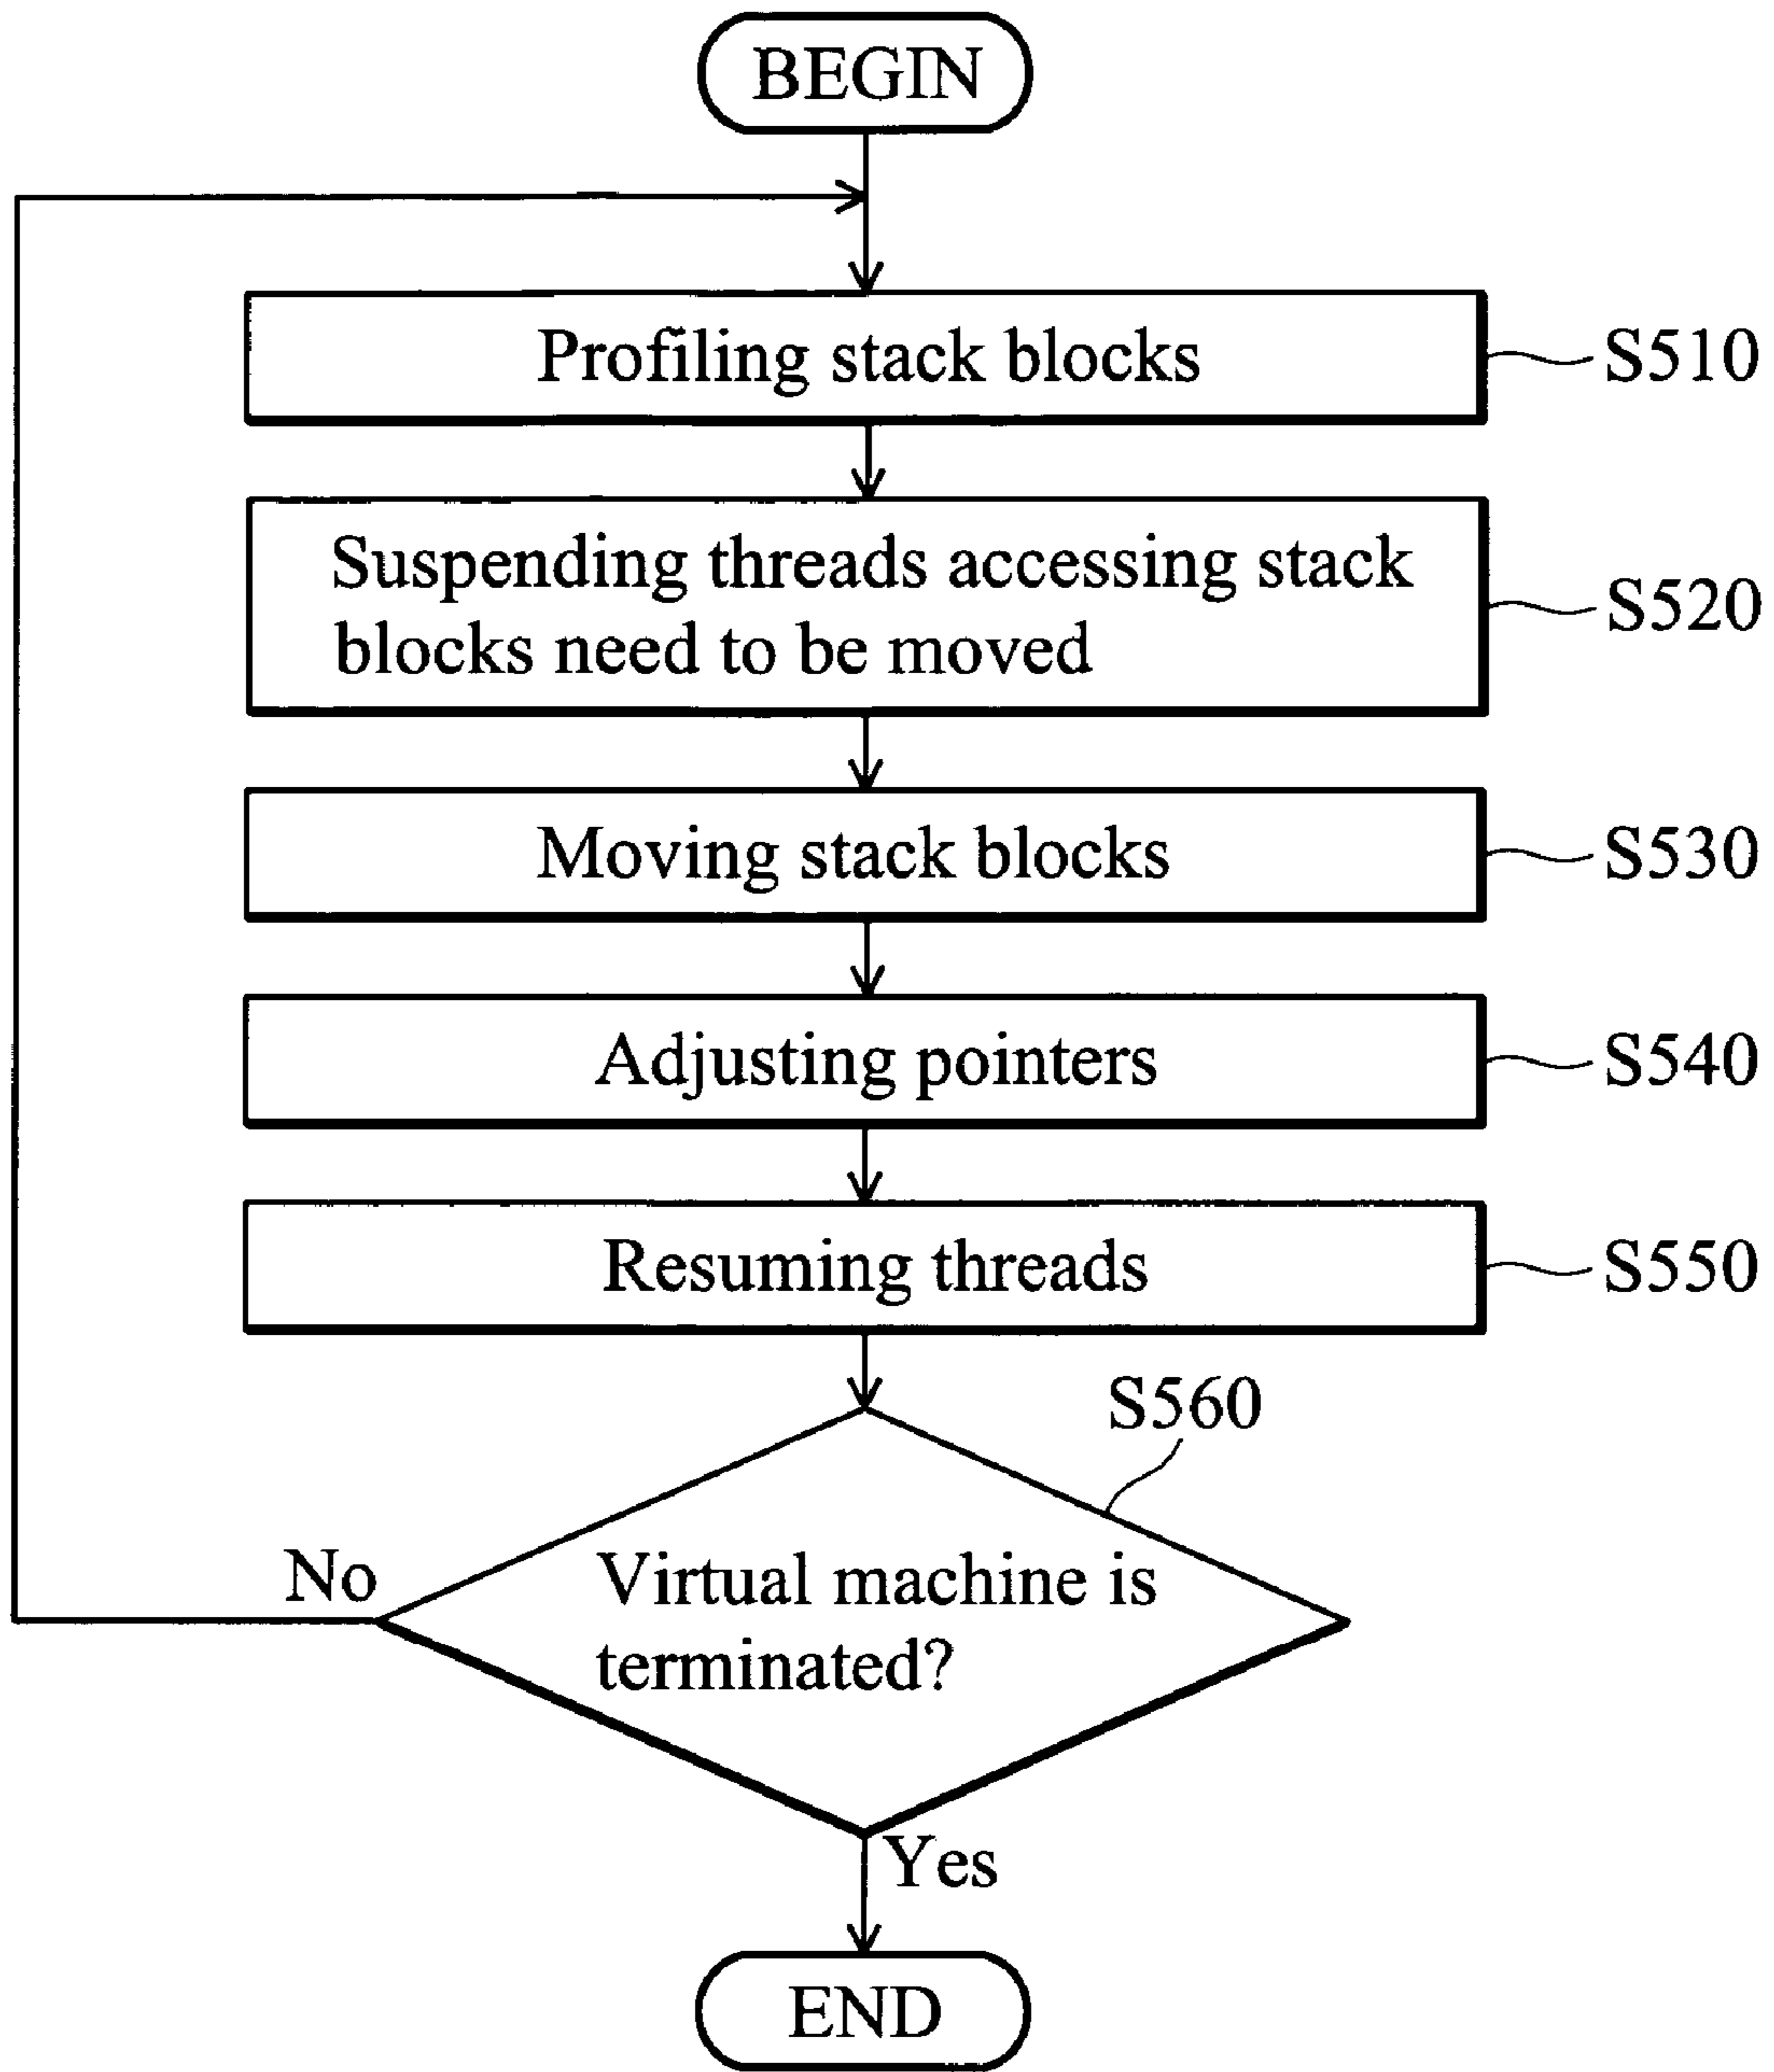 BEGIN
Profiling stack blocks
S510
Suspending threads accessing stack
blocks need to be moved
S520
Moving stack blocks
S530
Adjusting pointers
S540
Resuming threads
S550
S560
No
Virtual machine is
terminated?
Yes
END